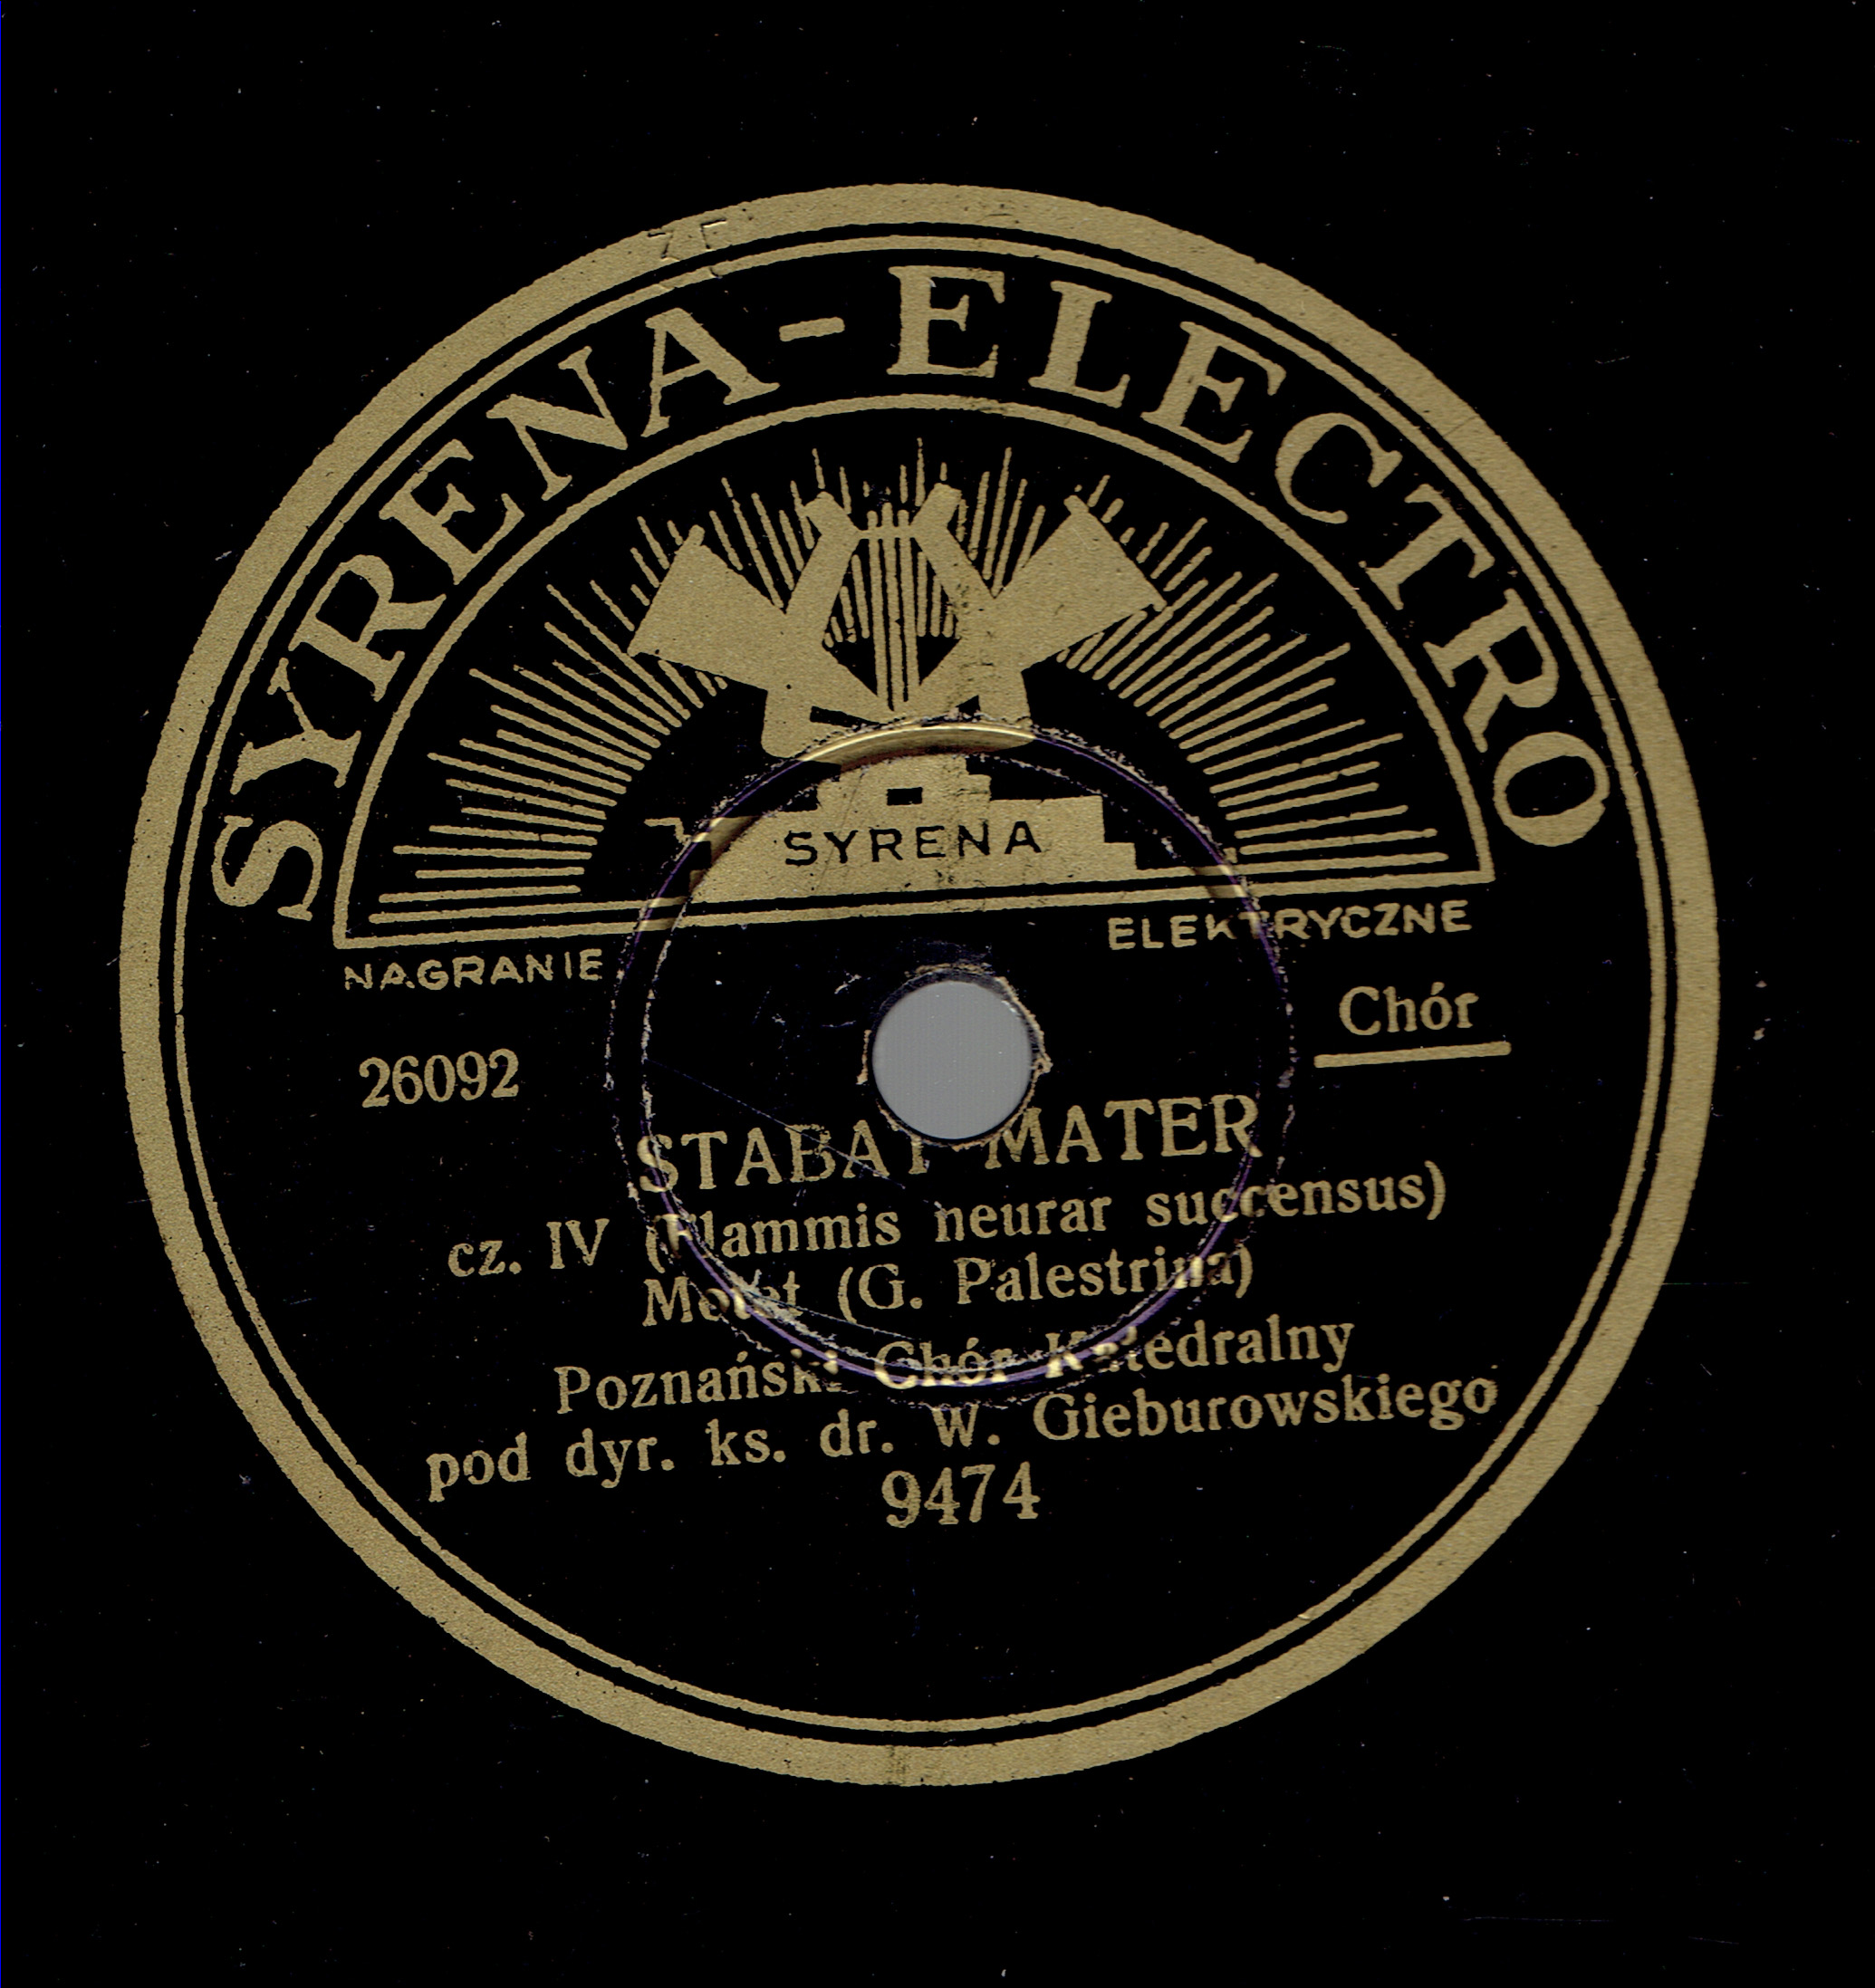 SYRENA-ELECTRO
SYRENA
NAGRANIE ELEKTRYCZNE
Chór
26092
STABAT MATER
cz. IV (Flammis neurar succensus)
Motet (G. Palestrina)
Poznański Chór Katedralny
pod dyr. ks. dr. W. Gieburowskiego
9474